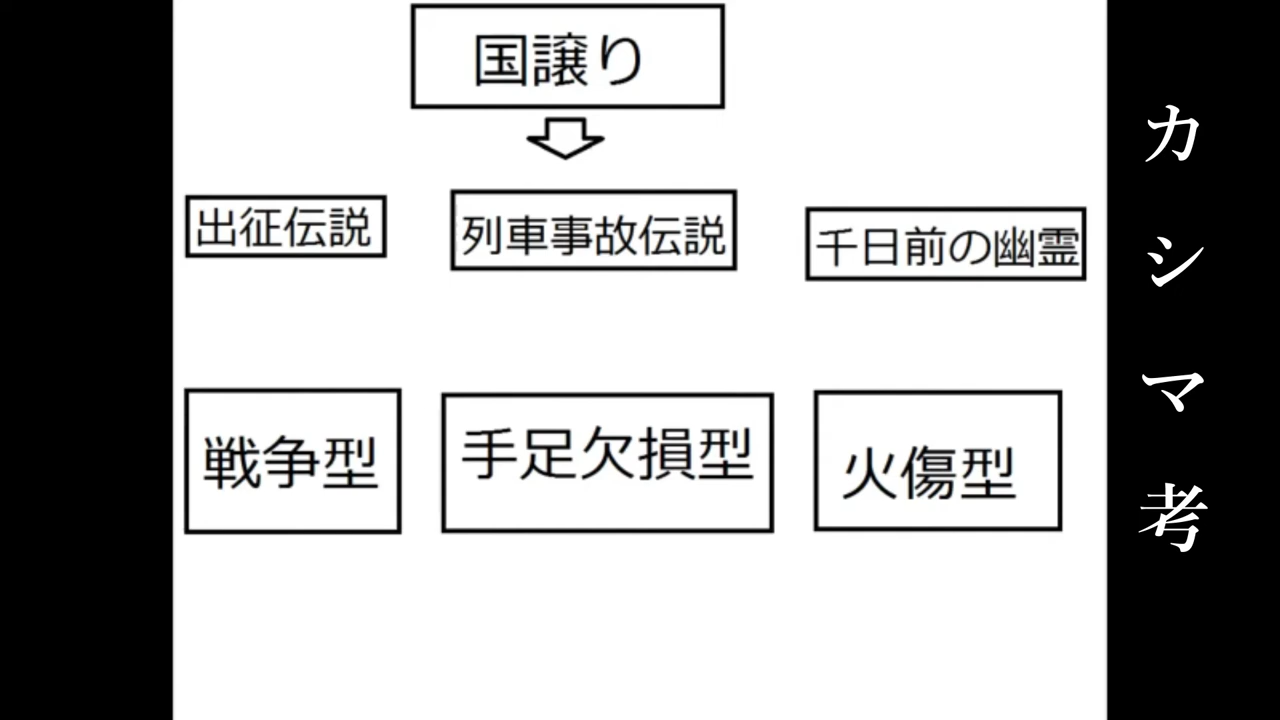 国譲り
出征伝説
列車事故伝説
千日前の幽霊
戦争型
手足欠損型
火傷型
カシマ考